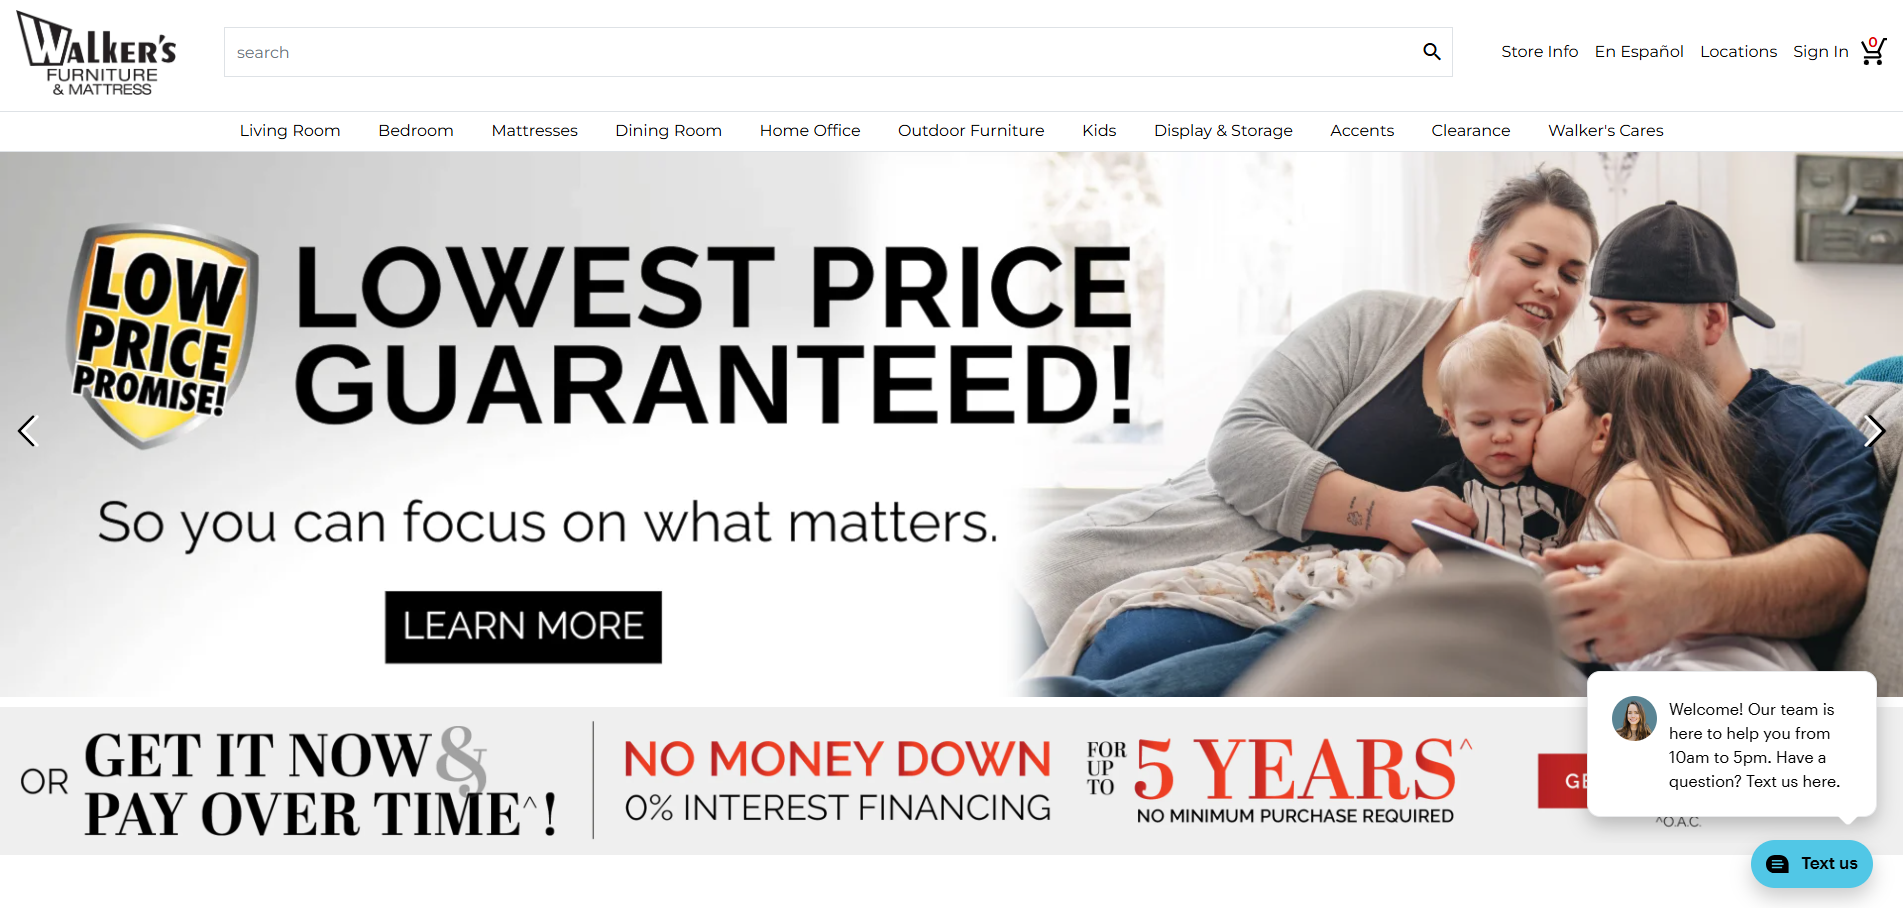 WALKER'S
FURNITURE
& MATTRESS
search
Store Info
En Español
Locations
Sign In
0
Living Room
Bedroom
Mattresses
Dining Room
Home Office
Outdoor Furniture
Kids
Display & Storage
Accents
Clearance
Walker's Cares
LOW
PRICE
PROMISE!
LOWEST PRICE
GUARANTEED!
So you can focus on what matters.
LEARN MORE
OR
GET IT NOW &
PAY OVER TIME^!
NO MONEY DOWN
0% INTEREST FINANCING
FOR
UP
TO
5 YEARS^
NO MINIMUM PURCHASE REQUIRED
^O.A.C.
Welcome! Our team is
here to help you from
10am to 5pm. Have a
question? Text us here.
Text us